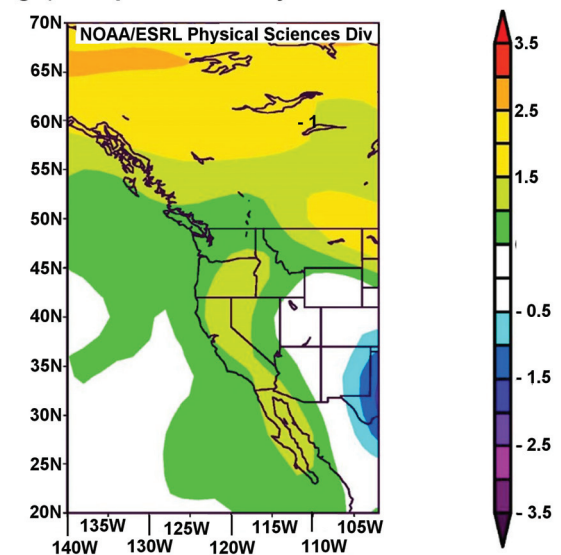 NOAA/ESRL Physical Sciences Div
70N
65N
60N
55N
50N
45N
40N
35N
30N
25N
20N
- 1
135W 125W 115W 105W
140W 130W 120W 110W
3.5
2.5
1.5
- 0.5
- 1.5
- 2.5
- 3.5